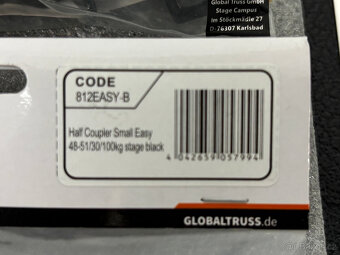 Global Truss GmbH
Stage Campus
Im Stöckmädle 27
D-76307 Karlsbad
CODE
812EASY-B
Half Coupler Small Easy
48-51/30/100kg stage black
4 042659 057994
GLOBALTRUSS.de